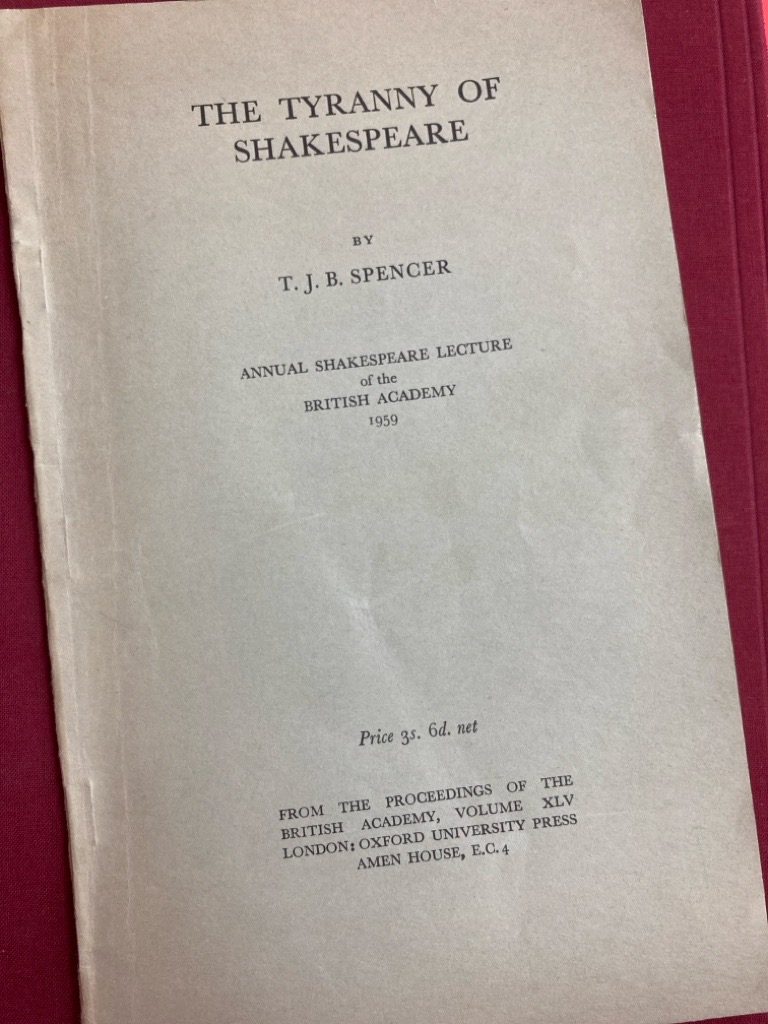 THE TYRANNY OF
SHAKESPEARE
BY
T. J. B. SPENCER
ANNUAL SHAKESPEARE LECTURE
of the
BRITISH ACADEMY
1959
Price 3s. 6d. net
FROM THE PROCEEDINGS OF THE
BRITISH ACADEMY, VOLUME XLV
LONDON: OXFORD UNIVERSITY PRESS
AMEN HOUSE, E.C. 4